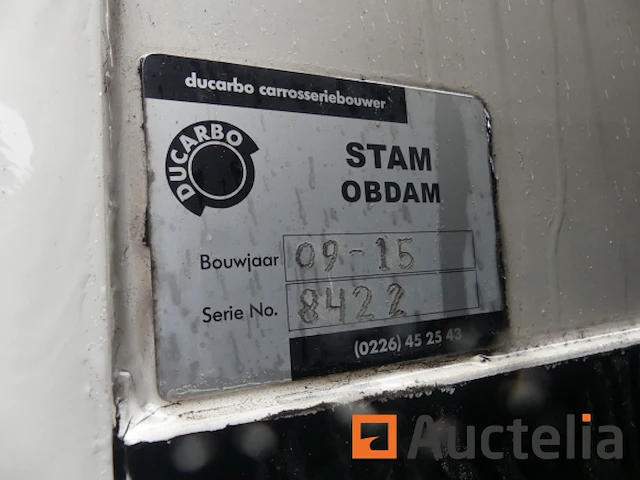 ducarbo carrosseriebouwer
DUCARBO
STAM
OBDAM
Bouwjaar 09-15
Serie No. 8422
(0226) 45 25 43
Auctelia